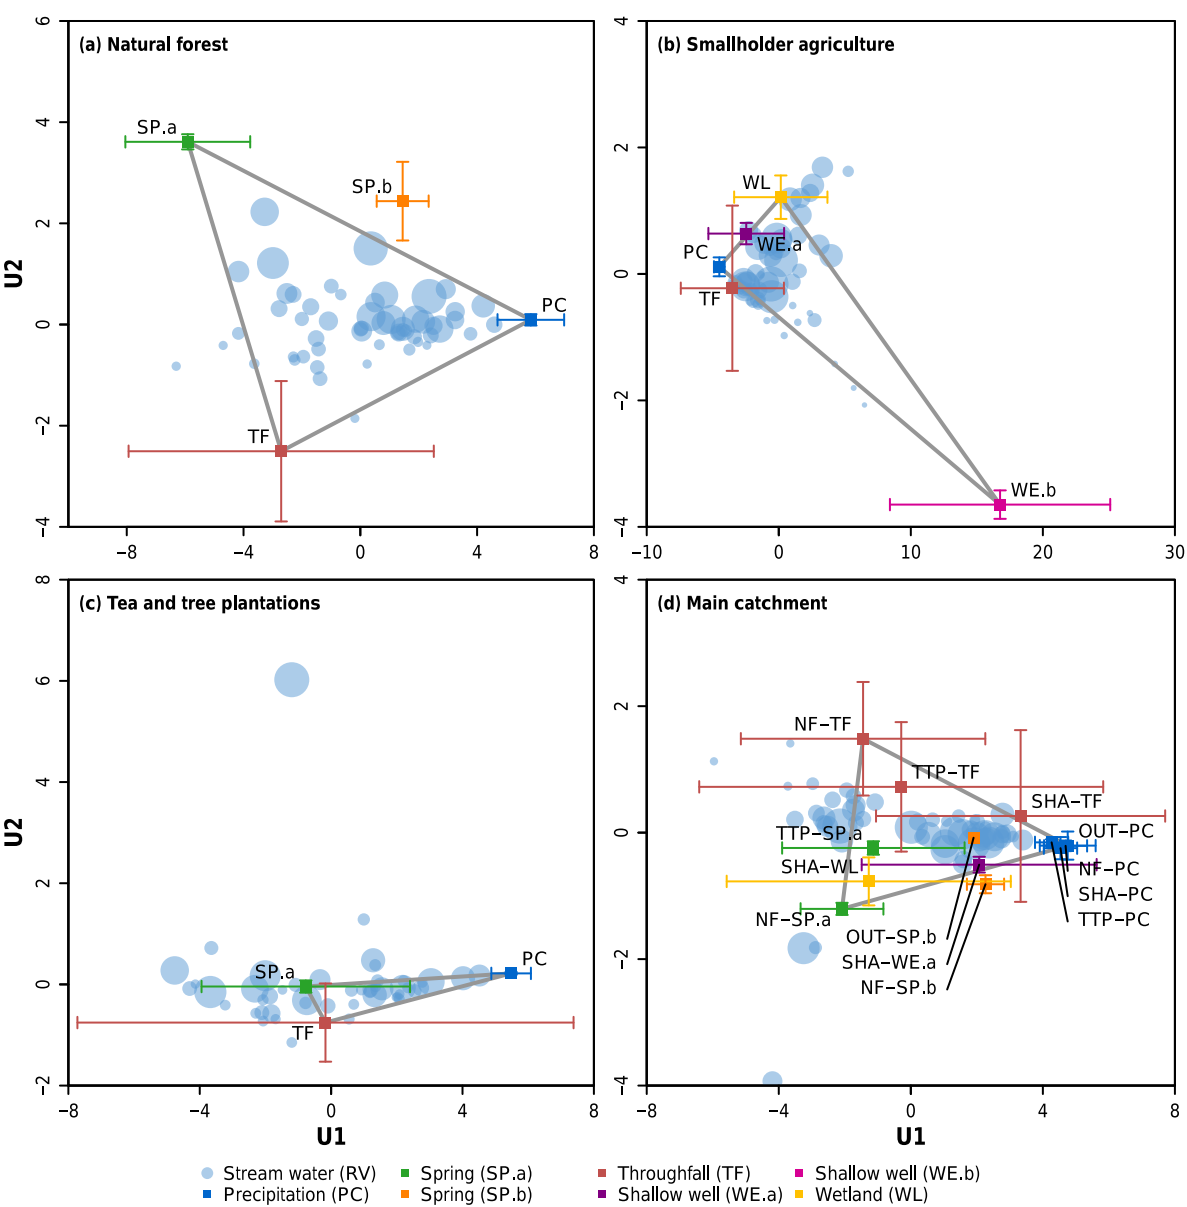 (a) Natural forest
6
4
2
0
−2
−4
U2
SP.a
SP.b
PC
TF
−8
−4
0
4
8
(b) Smallholder agriculture
4
2
0
−2
−4
WL
WE.a
PC
TF
WE.b
−10
0
10
20
30
(c) Tea and tree plantations
8
6
4
2
0
−2
U2
SP.a
PC
TF
−8
−4
0
4
8
U1
(d) Main catchment
4
2
0
−2
−4
NF−TF
TTP−TF
SHA−TF
TTP−SP.a
OUT−PC
SHA−WL
NF−PC
SHA−PC
NF−SP.a
TTP−PC
OUT−SP.b
SHA−WE.a
NF−SP.b
−8
−4
0
4
8
U1
Stream water (RV)
Spring (SP.a)
Throughfall (TF)
Shallow well (WE.b)
Precipitation (PC)
Spring (SP.b)
Shallow well (WE.a)
Wetland (WL)